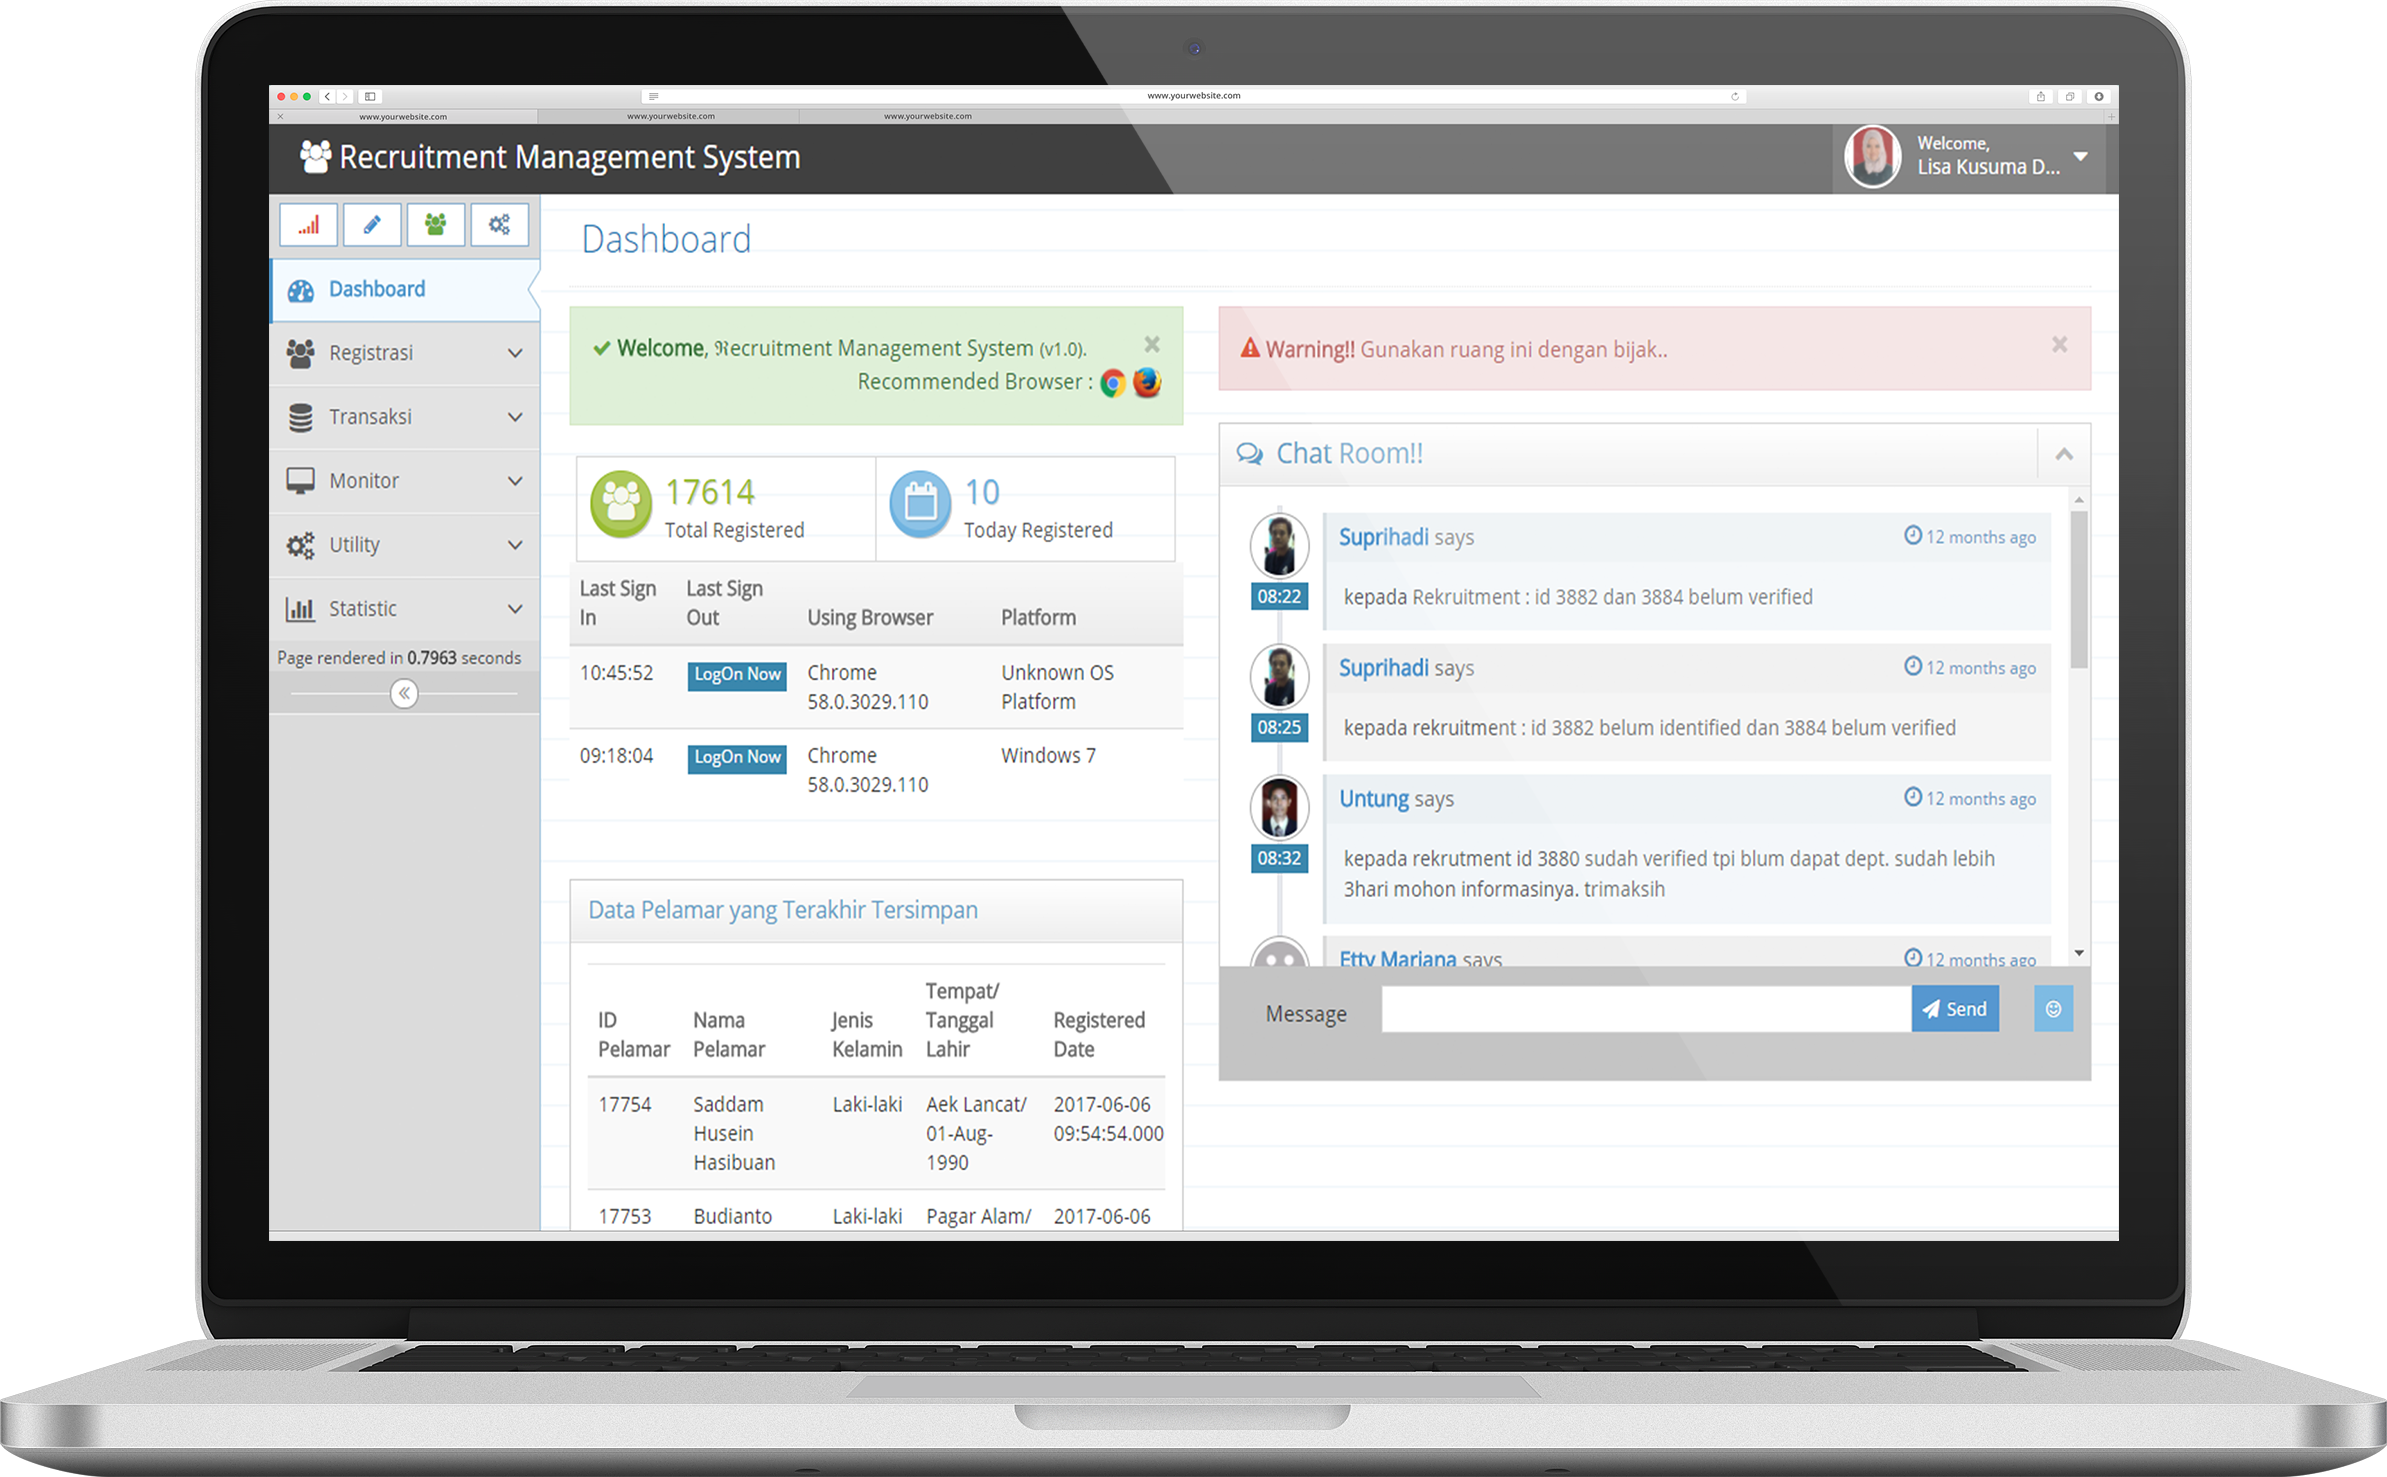 www.yourwebsite.com
www.yourwebsite.com
www.yourwebsite.com
www.yourwebsite.com
Recruitment Management System
Welcome,
Lisa Kusuma D...
Dashboard
Registrasi
Transaksi
Monitor
Utility
Statistic
Page rendered in 0.7963 seconds
Dashboard
Welcome, Recruitment Management System (v1.0).
Recommended Browser :
17614
Total Registered
10
Today Registered
Last Sign In
Last Sign Out
Using Browser
Platform
10:45:52
LogOn Now
Chrome 58.0.3029.110
Unknown OS Platform
09:18:04
LogOn Now
Chrome 58.0.3029.110
Windows 7
Data Pelamar yang Terakhir Tersimpan
ID Pelamar
Nama Pelamar
Jenis Kelamin
Tempat/ Tanggal Lahir
Registered Date
17754
Saddam Husein Hasibuan
Laki-laki
Aek Lancat/ 01-Aug-1990
2017-06-06 09:54:54.000
17753
Budianto
Laki-laki
Pagar Alam/
2017-06-06
Warning!! Gunakan ruang ini dengan bijak..
Chat Room!!
Suprihadi says
12 months ago
08:22
kepada Rekruitment : id 3882 dan 3884 belum verified
Suprihadi says
12 months ago
08:25
kepada rekruitment : id 3882 belum identified dan 3884 belum verified
Untung says
12 months ago
08:32
kepada rekrutment id 3880 sudah verified tpi blum dapat dept. sudah lebih
3hari mohon informasinya. trimaksih
Etty Mariana says
12 months ago
Message
Send